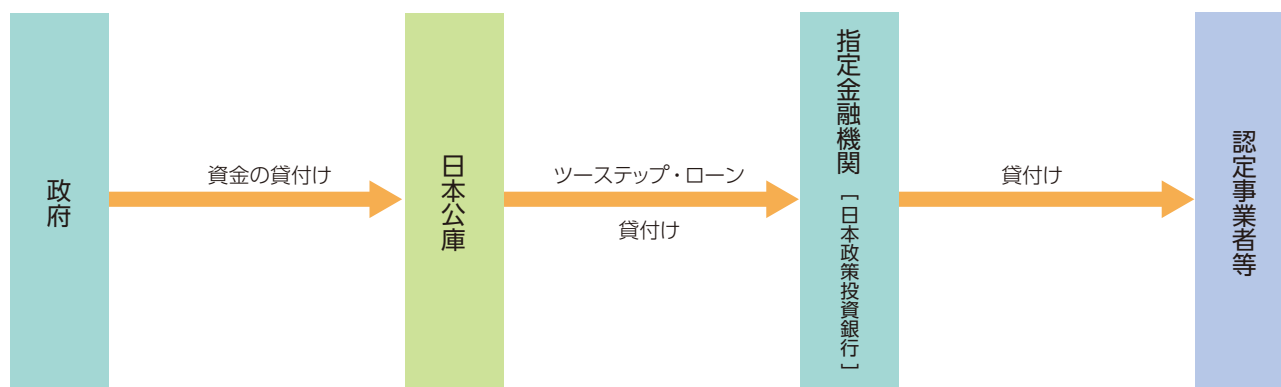 政府
資金の貸付け
日本公庫
ツーステップ・ローン
貸付け
指定金融機関［日本政策投資銀行］
貸付け
認定事業者等